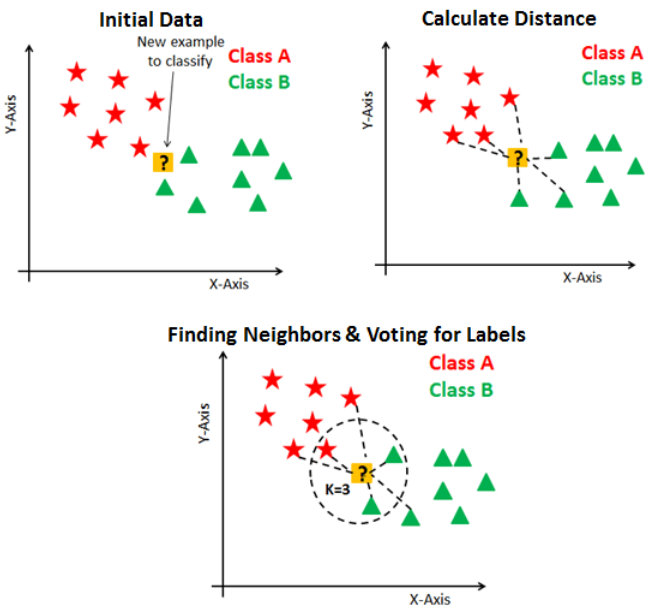 Initial Data
New example
to classify
Class A
Class B
?
Y-Axis
X-Axis
Calculate Distance
Class A
Class B
?
Y-Axis
X-Axis
Finding Neighbors & Voting for Labels
Class A
Class B
?
K=3
Y-Axis
X-Axis